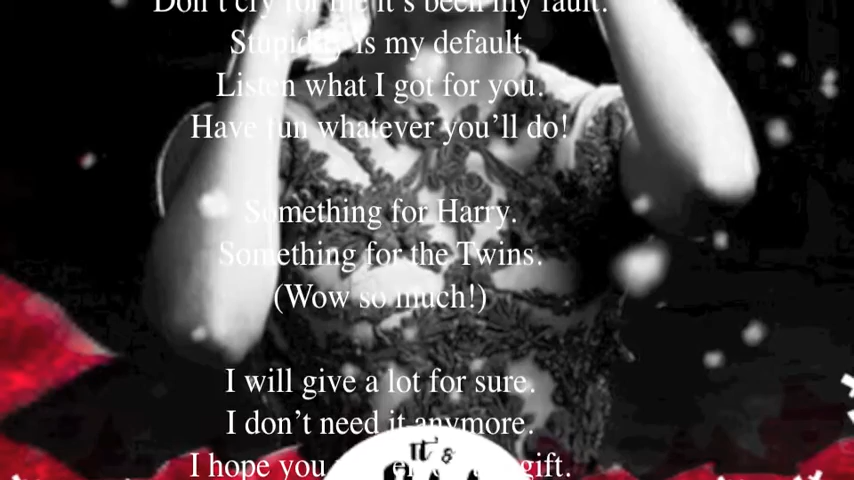 Don't cry for me it's been my fault.
Stupidity is my default.
Listen what I got for you.
Have fun whatever you'll do!
Something for Harry.
Something for the Twins.
(Wow so much!)
I will give a lot for sure.
I don't need it anymore.
I hope you gift.
it's